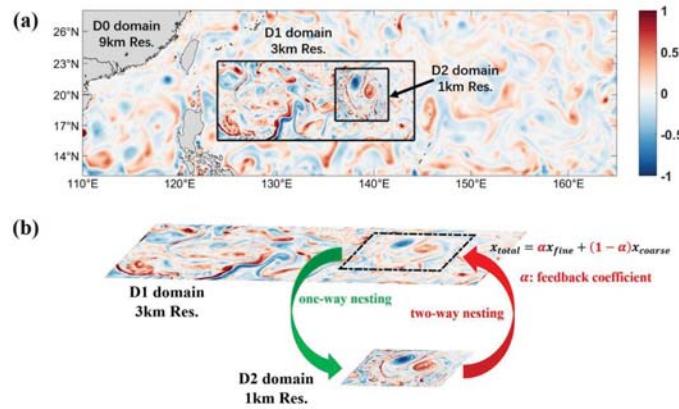 (a)
D0 domain
9km Res.
D1 domain
3km Res.
D2 domain
1km Res.
28°N
26°N
23°N
20°N
17°N
14°N
110°E
120°E
130°E
140°E
150°E
160°E
1
0.5
0
-0.5
-1
(b)
x_total = αx_fine + (1 − α)x_coarse
α: feedback coefficient
D1 domain
3km Res.
one-way nesting
two-way nesting
D2 domain
1km Res.